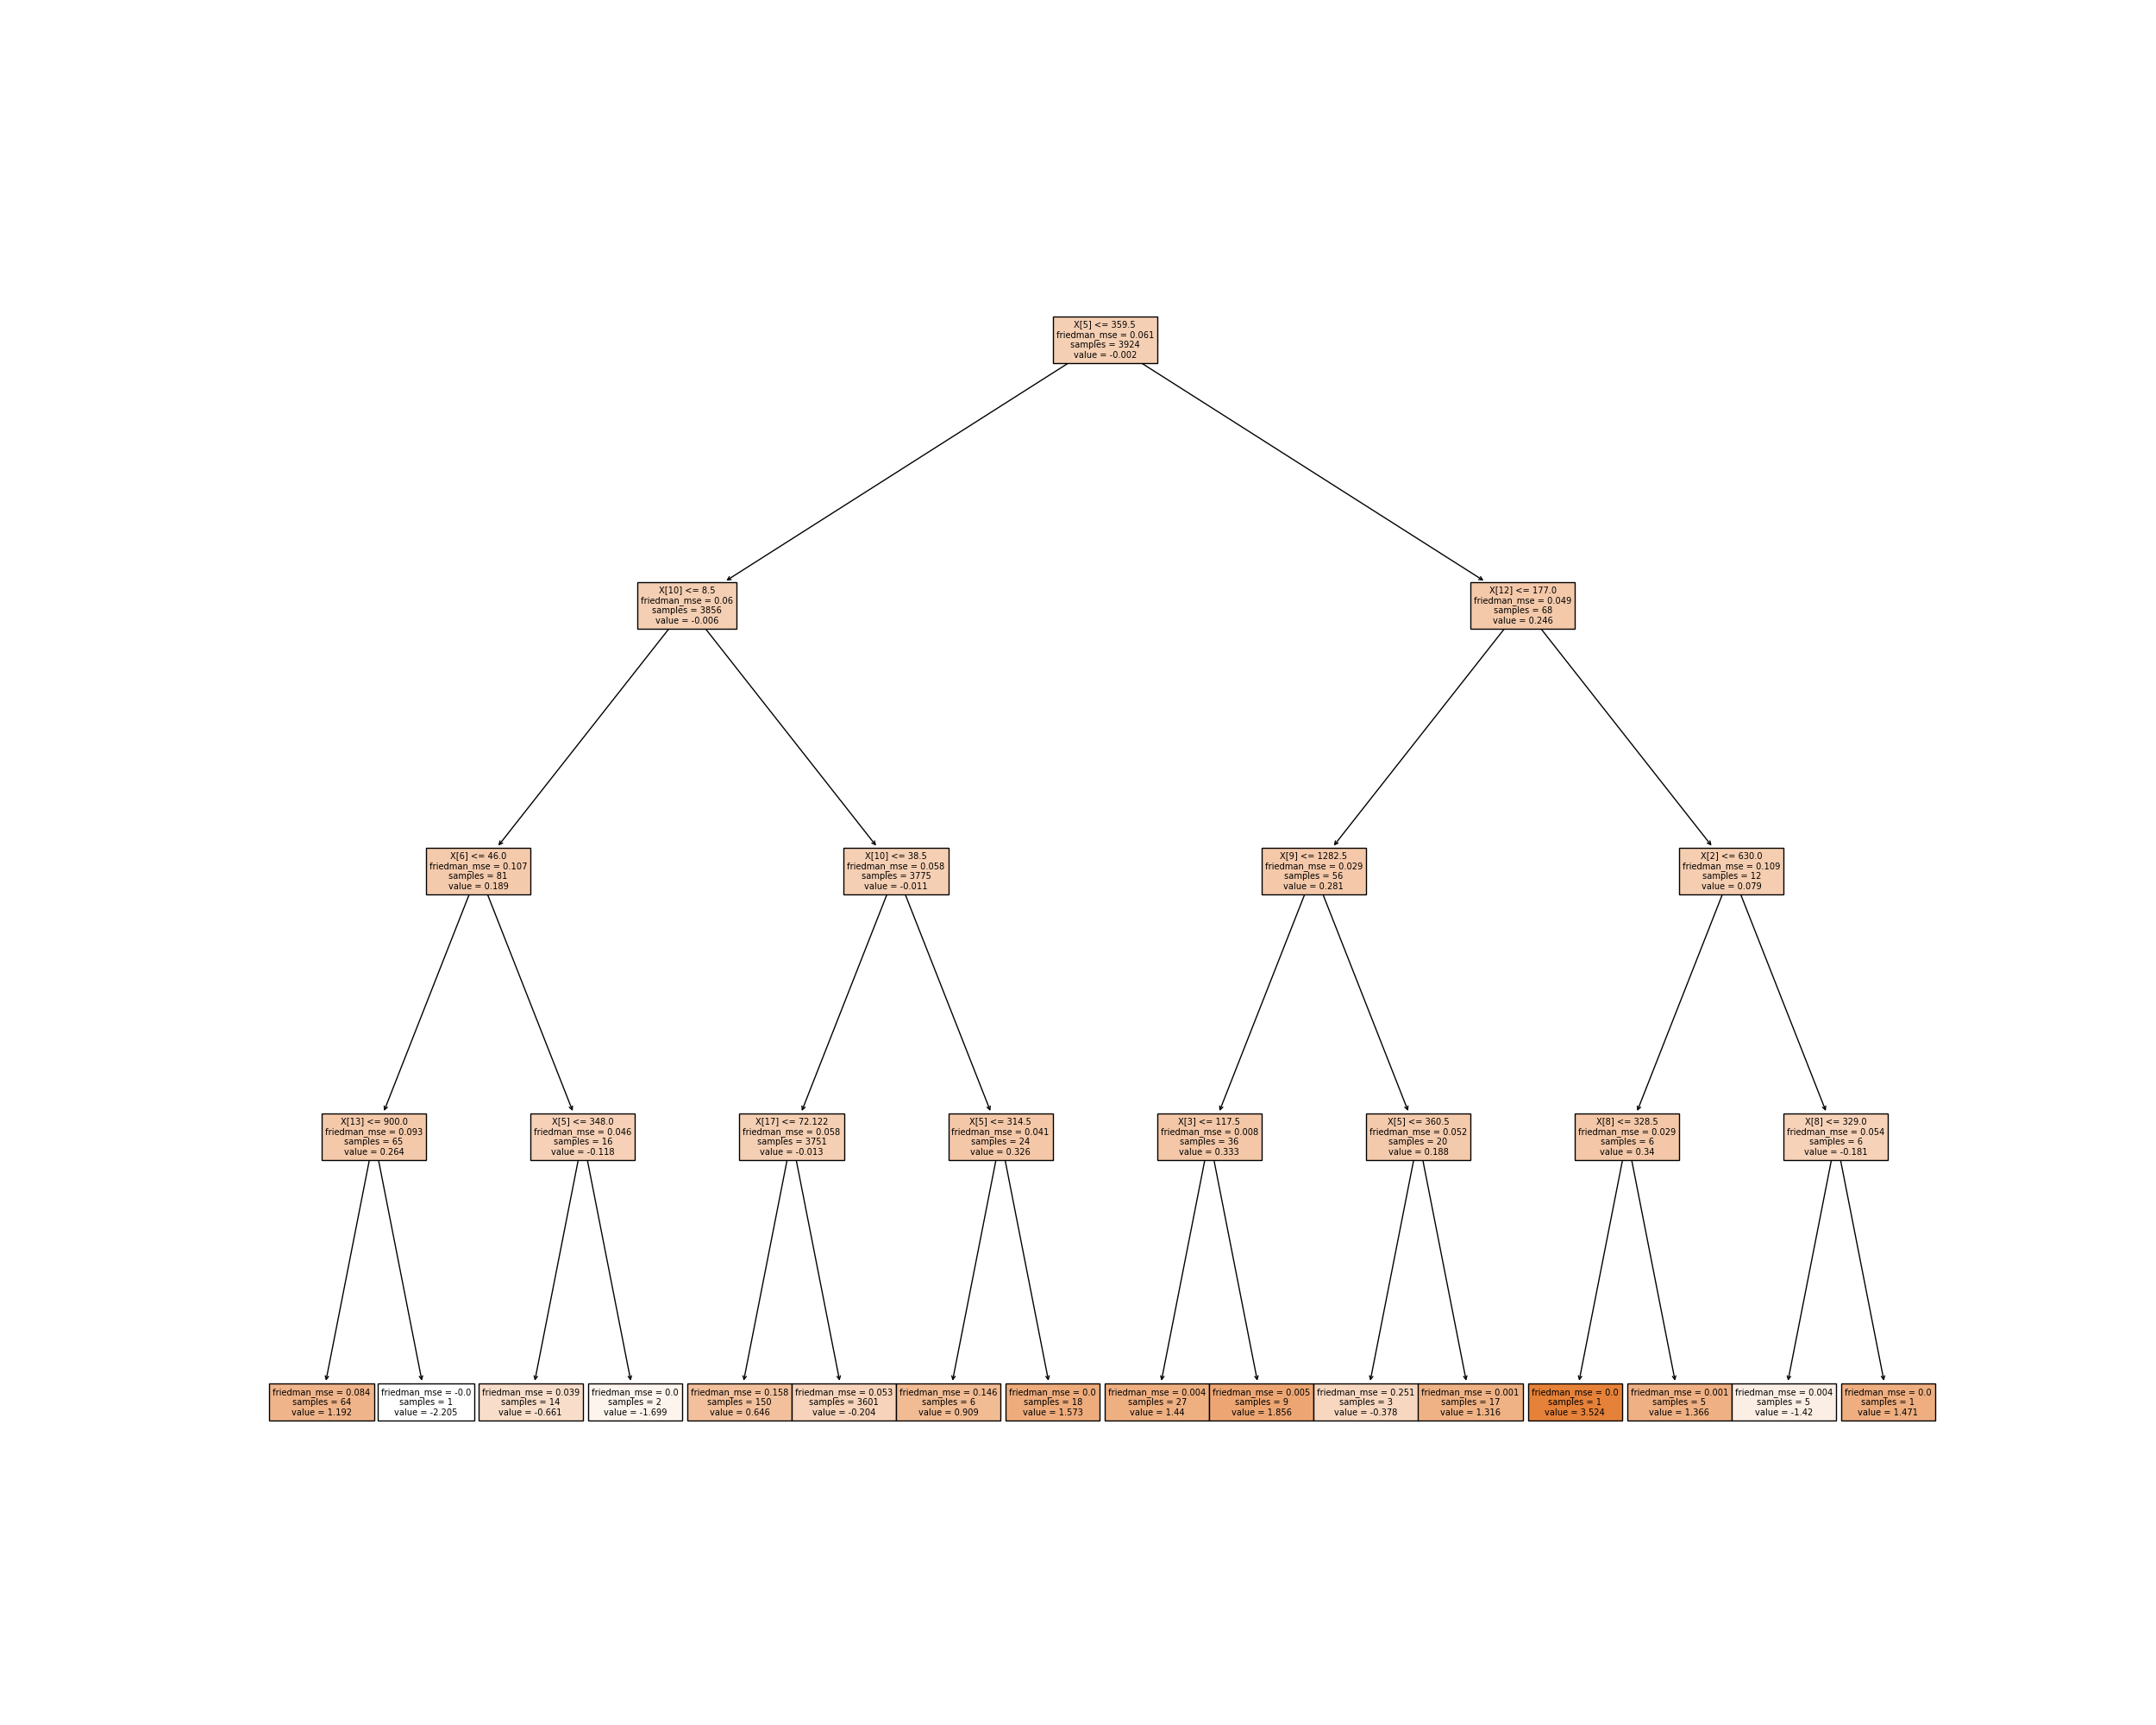 X[5] <= 359.5
friedman_mse = 0.061
samples = 3924
value = -0.002
X[10] <= 8.5
friedman_mse = 0.06
samples = 3856
value = -0.006
X[12] <= 177.0
friedman_mse = 0.049
samples = 68
value = 0.246
X[6] <= 46.0
friedman_mse = 0.107
samples = 81
value = 0.189
X[10] <= 38.5
friedman_mse = 0.058
samples = 3775
value = -0.011
X[9] <= 1282.5
friedman_mse = 0.029
samples = 56
value = 0.281
X[2] <= 630.0
friedman_mse = 0.109
samples = 12
value = 0.079
X[13] <= 900.0
friedman_mse = 0.093
samples = 65
value = 0.264
X[5] <= 348.0
friedman_mse = 0.046
samples = 16
value = -0.118
X[17] <= 72.122
friedman_mse = 0.058
samples = 3751
value = -0.013
X[5] <= 314.5
friedman_mse = 0.041
samples = 24
value = 0.326
X[3] <= 117.5
friedman_mse = 0.008
samples = 36
value = 0.333
X[5] <= 360.5
friedman_mse = 0.052
samples = 20
value = 0.188
X[8] <= 328.5
friedman_mse = 0.029
samples = 6
value = 0.34
X[8] <= 329.0
friedman_mse = 0.054
samples = 6
value = -0.181
friedman_mse = 0.084
samples = 64
value = 1.192
friedman_mse = -0.0
samples = 1
value = -2.205
friedman_mse = 0.039
samples = 14
value = -0.661
friedman_mse = 0.0
samples = 2
value = -1.699
friedman_mse = 0.158
samples = 150
value = 0.646
friedman_mse = 0.053
samples = 3601
value = -0.204
friedman_mse = 0.146
samples = 6
value = 0.909
friedman_mse = 0.0
samples = 18
value = 1.573
friedman_mse = 0.004
samples = 27
value = 1.44
friedman_mse = 0.005
samples = 9
value = 1.856
friedman_mse = 0.251
samples = 3
value = -0.378
friedman_mse = 0.001
samples = 17
value = 1.316
friedman_mse = 0.0
samples = 1
value = 3.524
friedman_mse = 0.001
samples = 5
value = 1.366
friedman_mse = 0.004
samples = 5
value = -1.42
friedman_mse = 0.0
samples = 1
value = 1.471